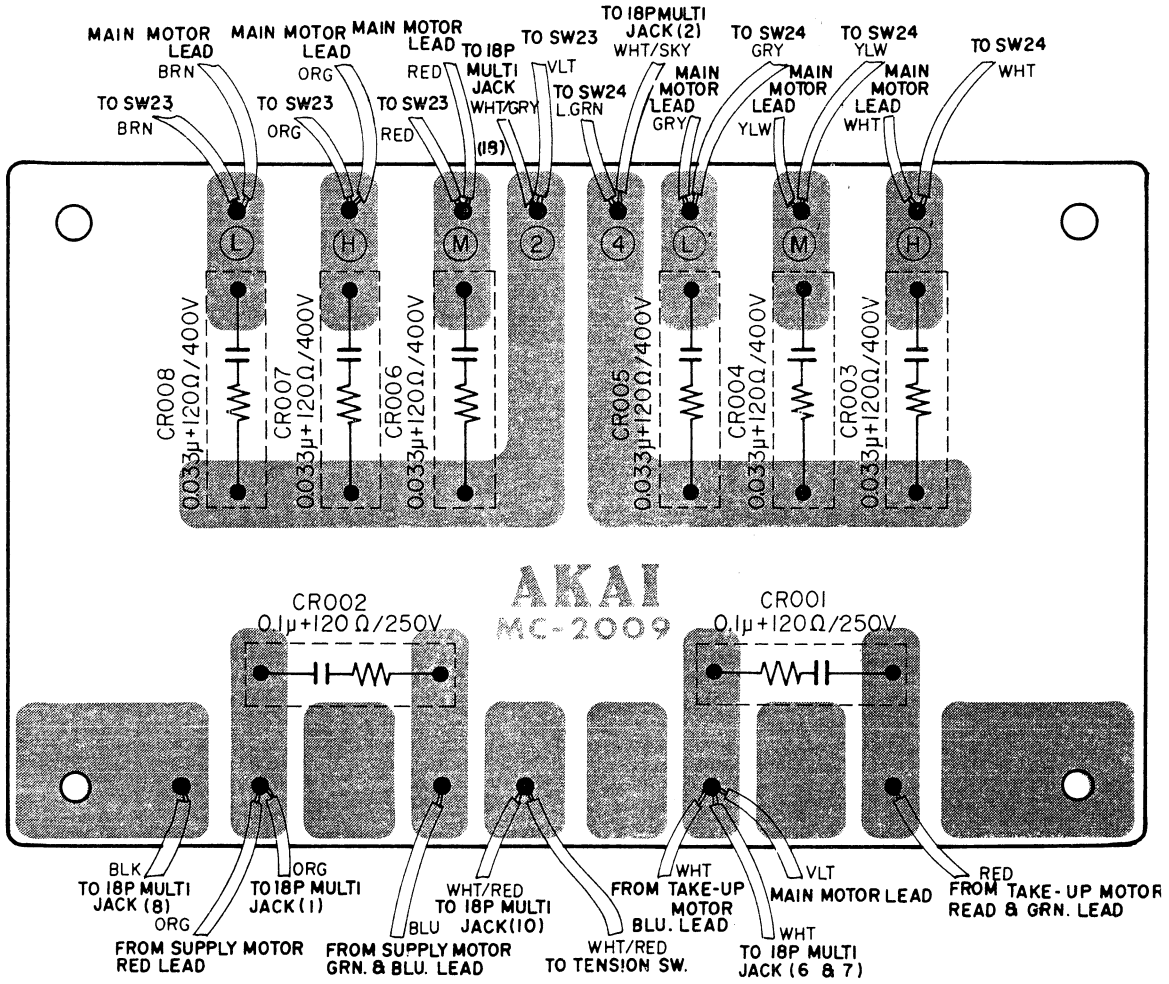 MAIN MOTOR
LEAD
BRN
TO SW23
BRN
MAIN MOTOR
LEAD
ORG
TO SW23
ORG
MAIN MOTOR
LEAD
RED
TO SW23
RED
TO 18P
MULTI
JACK
WHT/GRY
(18)
TO SW23
VLT
TO SW24
L.GRN
TO 18P MULTI
JACK (2)
WHT/SKY
MAIN
MOTOR
LEAD
GRY
TO SW24
GRY
MAIN
MOTOR
LEAD
YLW
TO SW24
YLW
MAIN
MOTOR
LEAD
WHT
TO SW24
WHT
L
H
M
2
4
L
M
H
CR008
0.033μ+120Ω/400V
CR007
0.033μ+120Ω/400V
CR006
0.033μ+120Ω/400V
CR005
0.033μ+120Ω/400V
CR004
0.033μ+120Ω/400V
CR003
0.033μ+120Ω/400V
AKAI
MC-2009
CR002
0.1μ+120Ω/250V
CR001
0.1μ+120Ω/250V
BLK
TO 18P MULTI
JACK (8)
ORG
FROM SUPPLY MOTOR
RED LEAD
ORG
TO 18P MULTI
JACK (1)
BLU
FROM SUPPLY MOTOR
GRN. & BLU. LEAD
WHT/RED
TO 18P MULTI
JACK (10)
WHT/RED
TO TENSION SW.
WHT
FROM TAKE-UP
MOTOR
BLU. LEAD
VLT
MAIN MOTOR LEAD
WHT
TO 18P MULTI
JACK (6 & 7)
RED
FROM TAKE-UP MOTOR
READ & GRN. LEAD